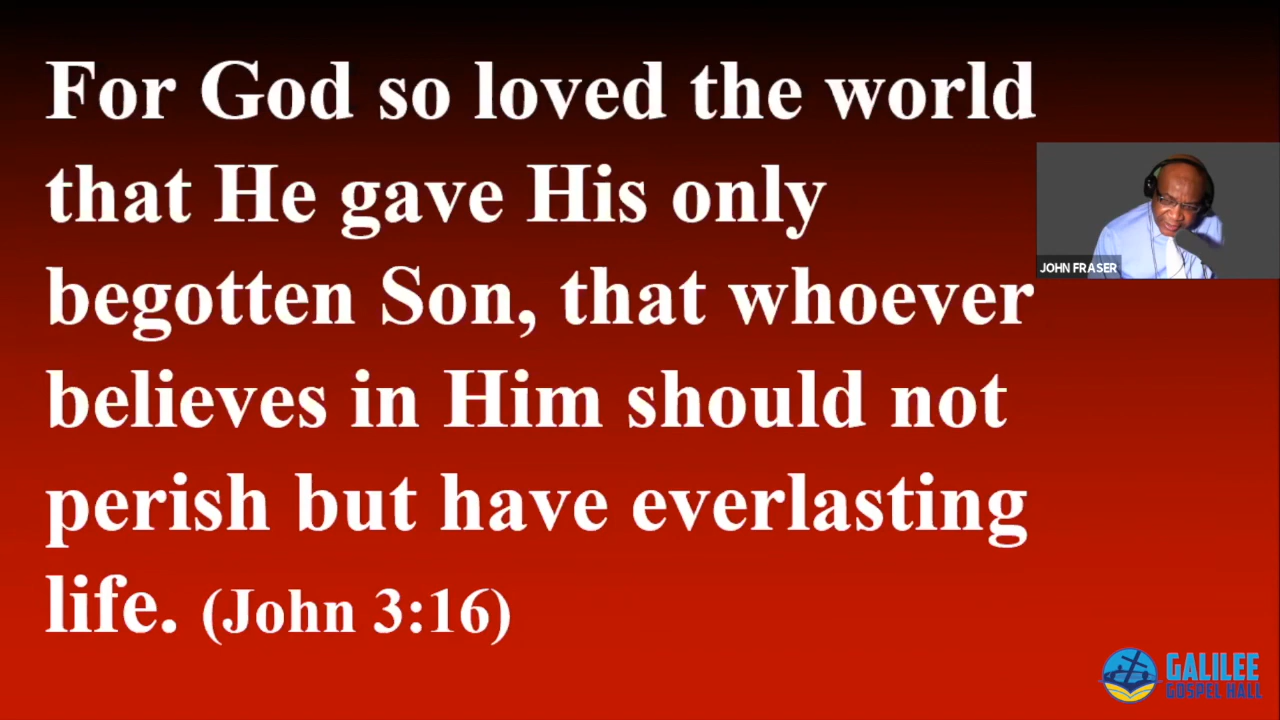 For God so loved the world
that He gave His only
begotten Son, that whoever
believes in Him should not
perish but have everlasting
life. (John 3:16)
JOHN FRASER
GALILEE
GOSPEL HALL